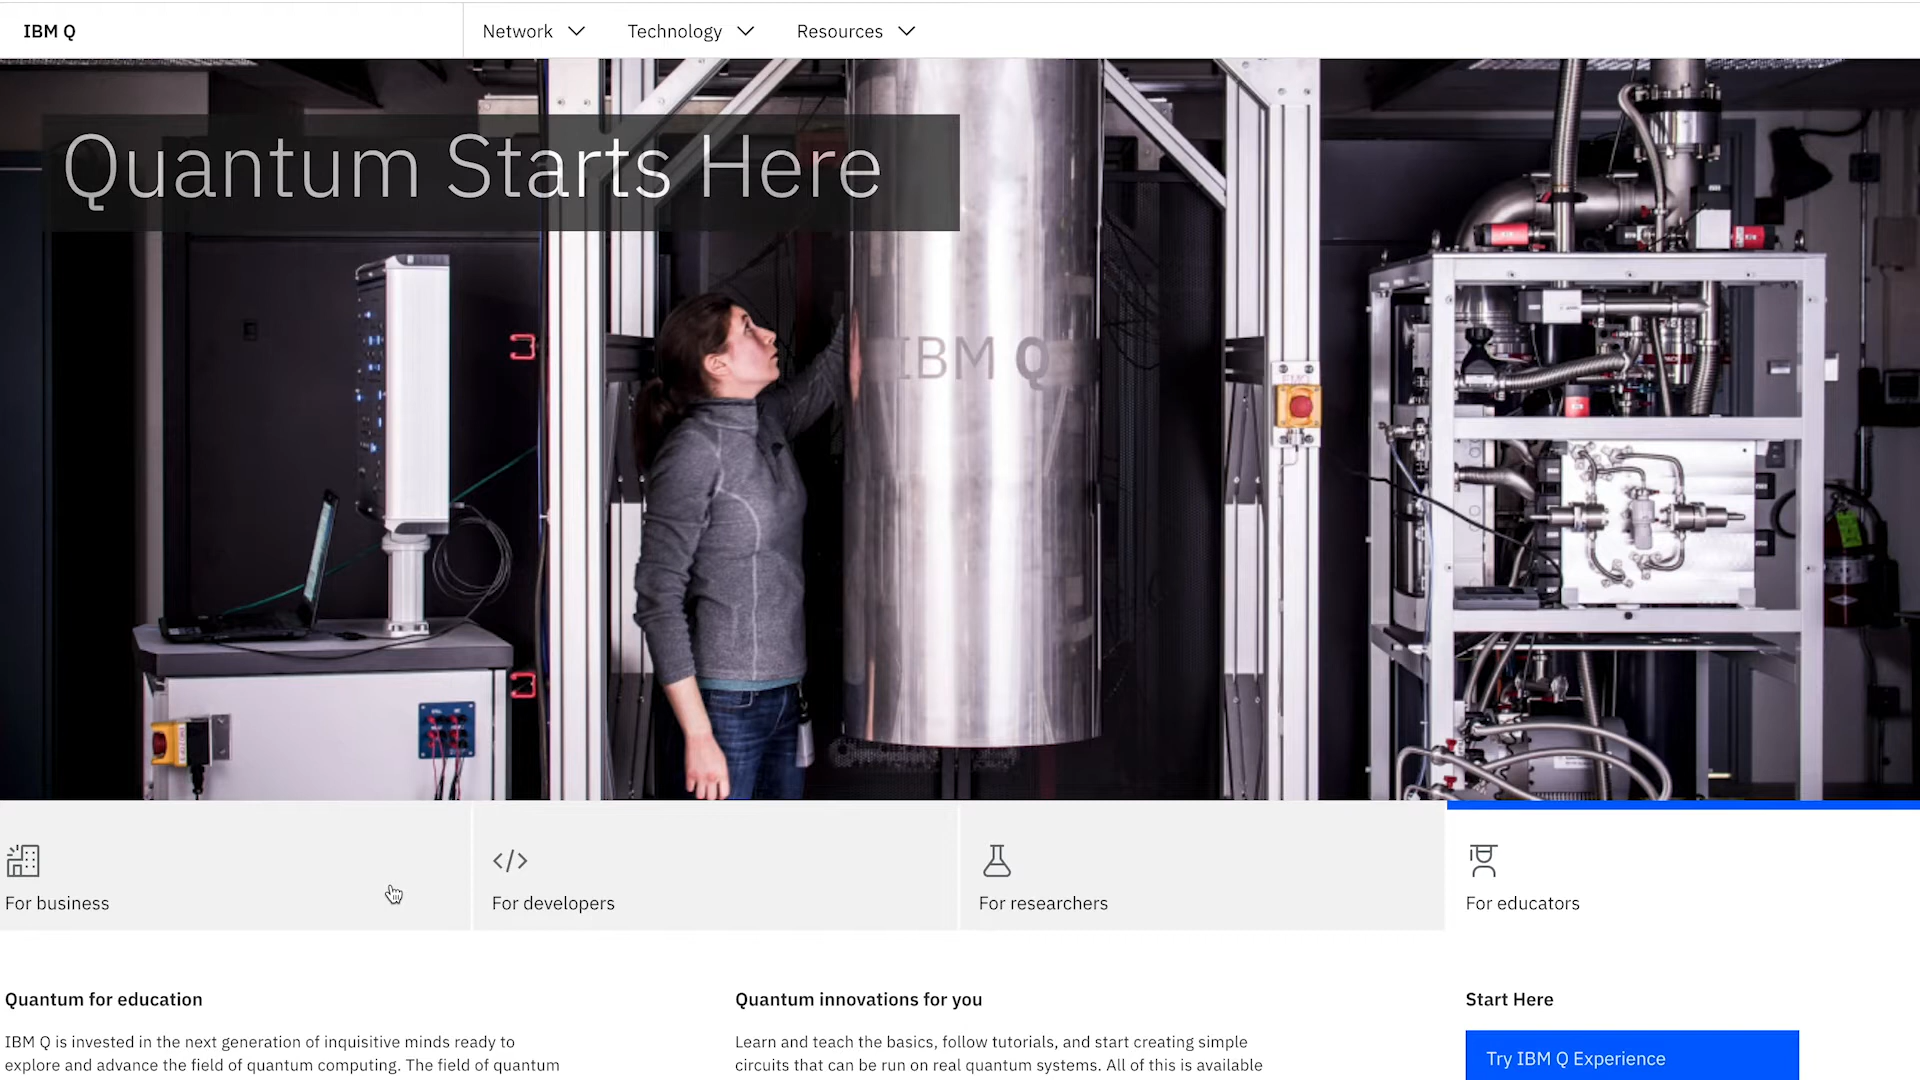 IBM Q
Network
Technology
Resources
Quantum Starts Here
IBM Q
EMO
For business
For developers
For researchers
For educators
Quantum for education
IBM Q is invested in the next generation of inquisitive minds ready to
explore and advance the field of quantum computing. The field of quantum
Quantum innovations for you
Learn and teach the basics, follow tutorials, and start creating simple
circuits that can be run on real quantum systems. All of this is available
Start Here
Try IBM Q Experience